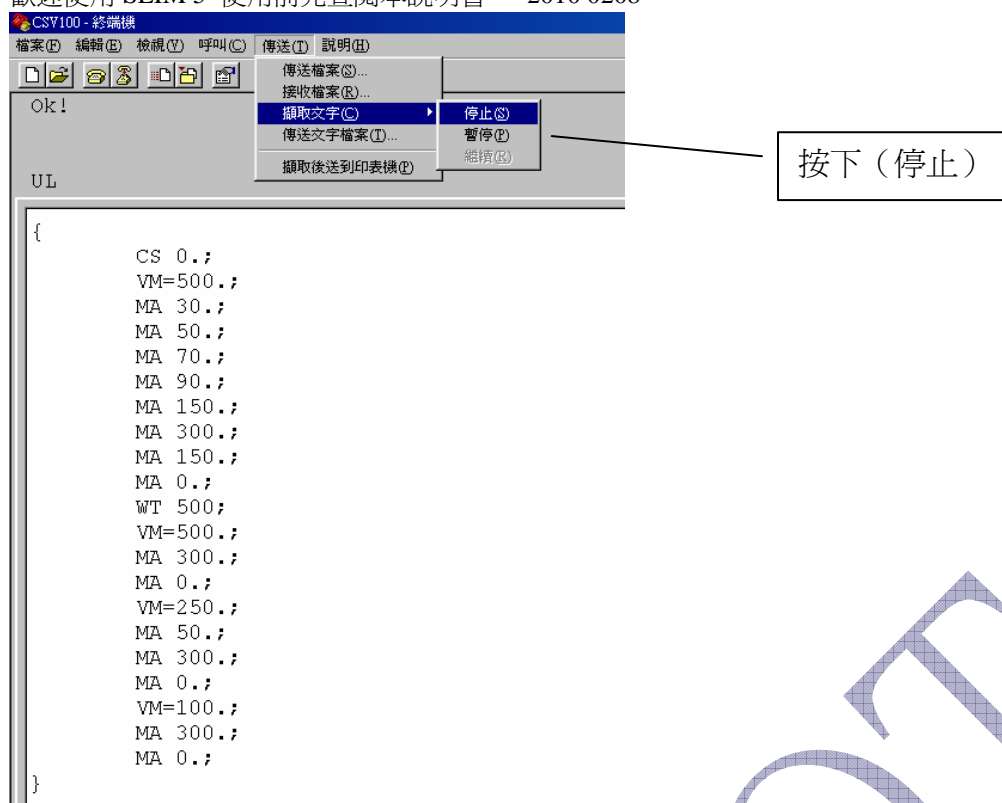 CSV100 - 終端機
檔案(F) 編輯(E) 檢視(V) 呼叫(C) 傳送(T) 說明(H)
傳送檔案(S)...
接收檔案(R)...
擷取文字(C)
停止(S)
傳送文字檔案(T)...
暫停(P)
繼續(R)
擷取後送到印表機(P)
按下（停止）
Ok!
UL
{
CS 0.;
VM=500.;
MA 30.;
MA 50.;
MA 70.;
MA 90.;
MA 150.;
MA 300.;
MA 150.;
MA 0.;
WT 500;
VM=500.;
MA 300.;
MA 0.;
VM=250.;
MA 50.;
MA 300.;
MA 0.;
VM=100.;
MA 300.;
MA 0.;
}